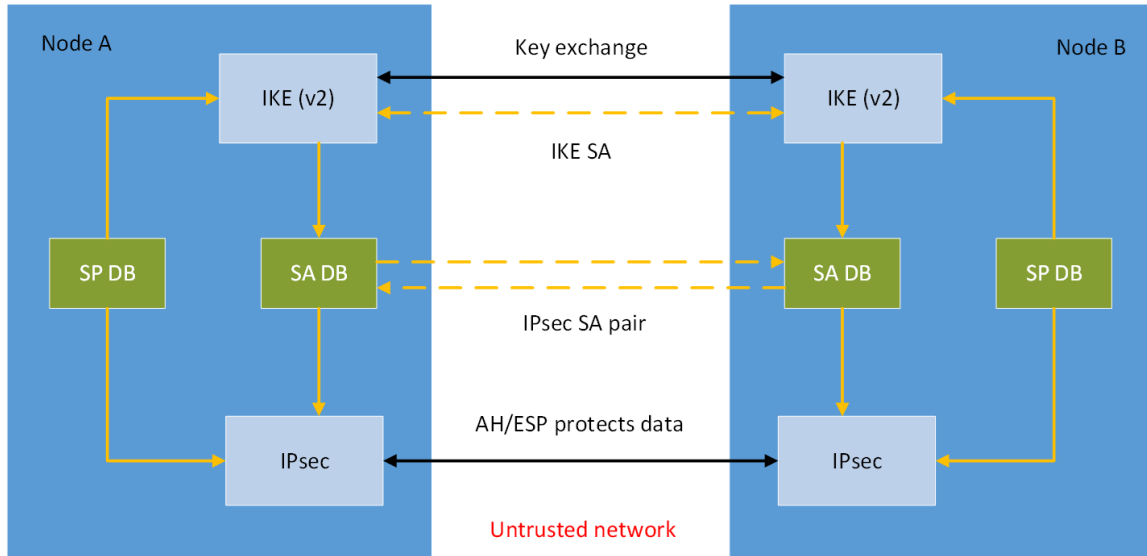 Node A
Key exchange
Node B
IKE (v2)
IKE (v2)
IKE SA
SP DB
SA DB
SA DB
SP DB
IPsec SA pair
AH/ESP protects data
IPsec
IPsec
Untrusted network